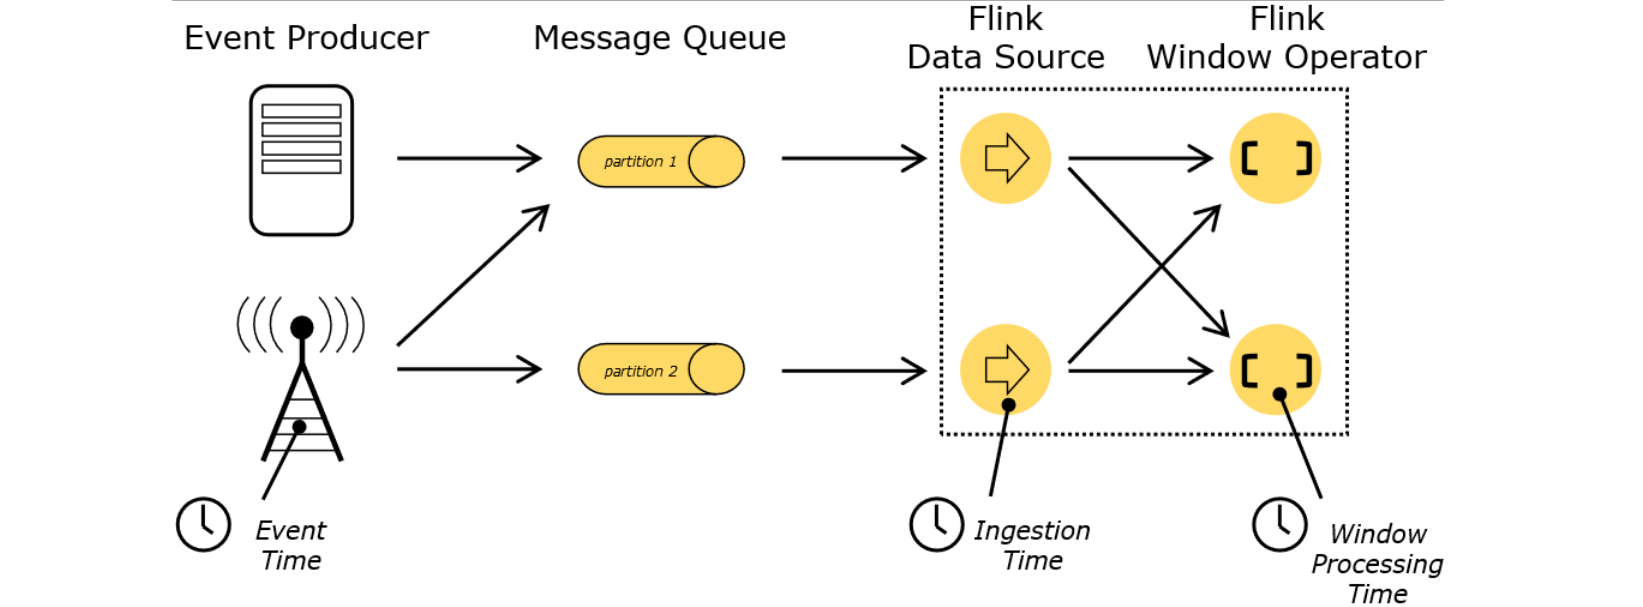 Event Producer
Message Queue
Flink
Data Source
Flink
Window Operator
partition 1
partition 2
Event
Time
Ingestion
Time
Window
Processing
Time